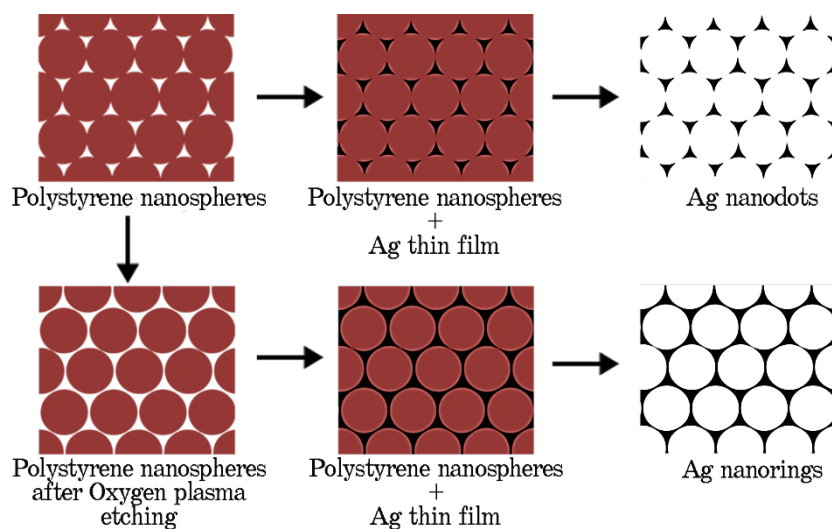 Polystyrene nanospheres
Polystyrene nanospheres
+
Ag thin film
Ag nanodots
Polystyrene nanospheres
after Oxygen plasma
etching
Polystyrene nanospheres
+
Ag thin film
Ag nanorings